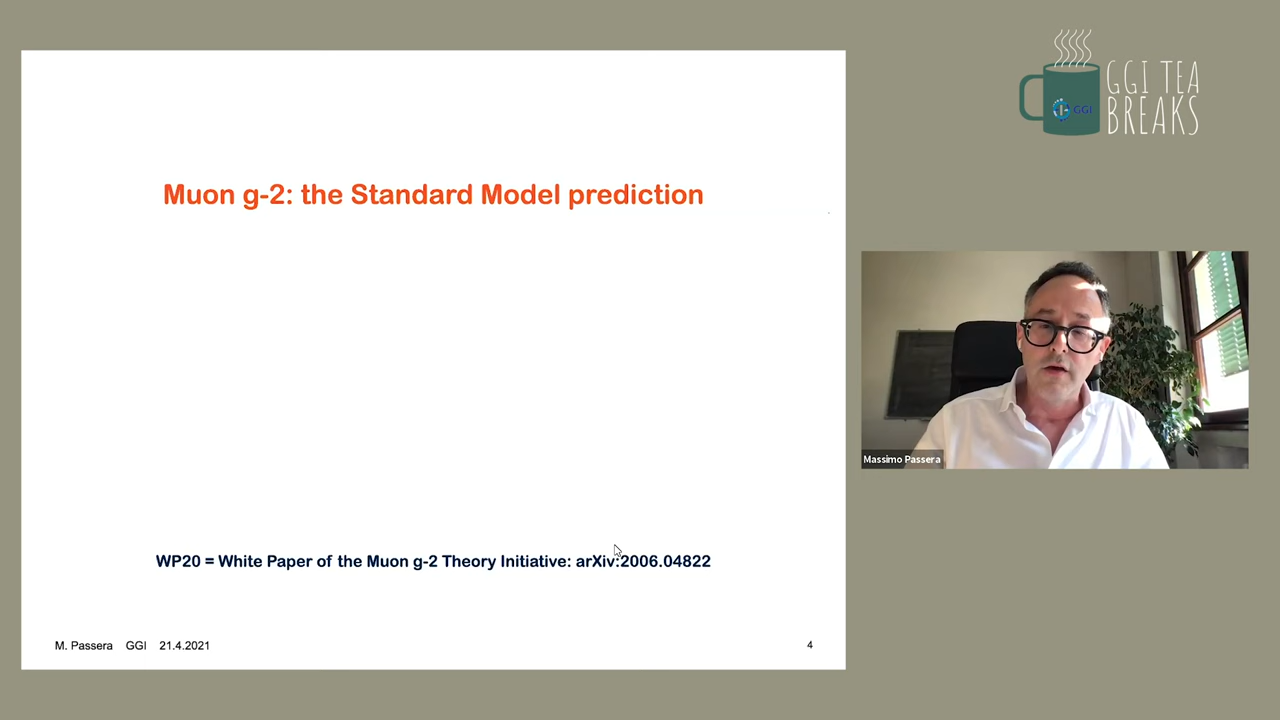 GGI TEA
BREAKS
GGI
Muon g-2: the Standard Model prediction
WP20 = White Paper of the Muon g-2 Theory Initiative: arXiv:2006.04822
M. Passera GGI 21.4.2021
4
Massimo Passera